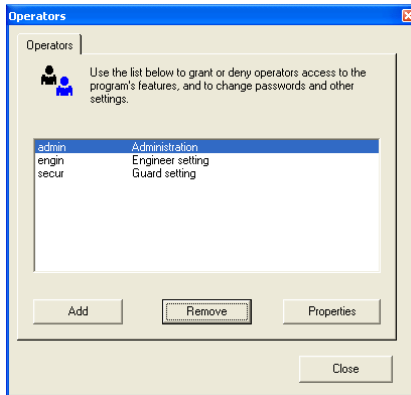 Operators
Operators
Use the list below to grant or deny operators access to the
program's features, and to change passwords and other
settings.
admin Administration
engin Engineer setting
secur Guard setting
Add Remove Properties
Close